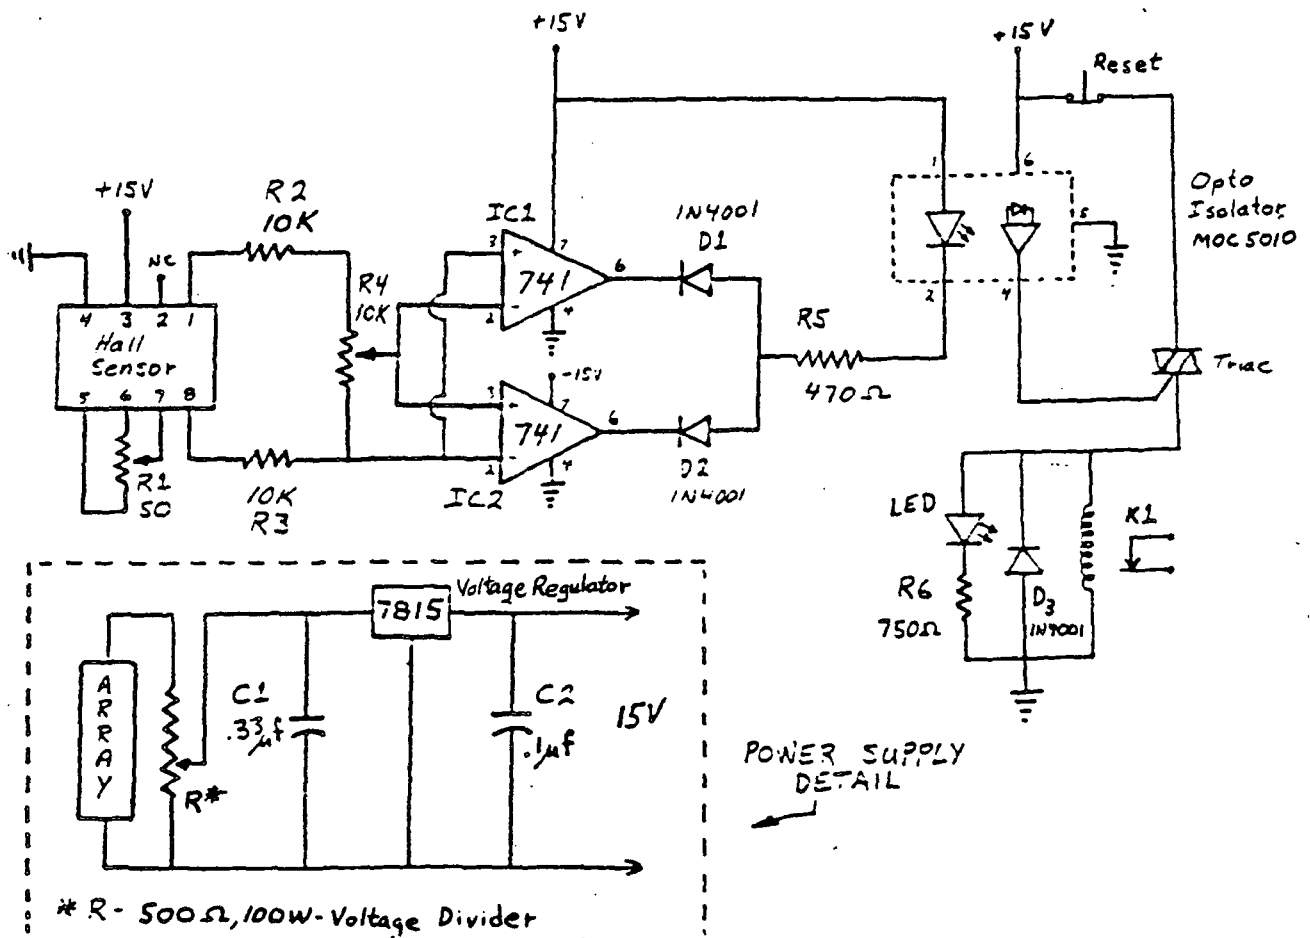 +15V
+15V
Reset
+15V
R2
10K
NC
4 3 2 1
Hall
Sensor
5 6 7 8
R1
50
10K
R3
R4
10K
IC1
3
+
7
741
6
-
2
4
-15V
3
+
7
741
6
-
2
4
IC2
1N4001
D1
D2
1N4001
R5
470Ω
1
6
5
2
4
Opto
Isolator
MOC5010
Triac
LED
R6
750Ω
D3
1N4001
K1
Voltage Regulator
7815
ARRAY
R*
C1
.33µf
C2
.1µf
15V
POWER SUPPLY
DETAIL
* R - 500Ω, 100W - Voltage Divider